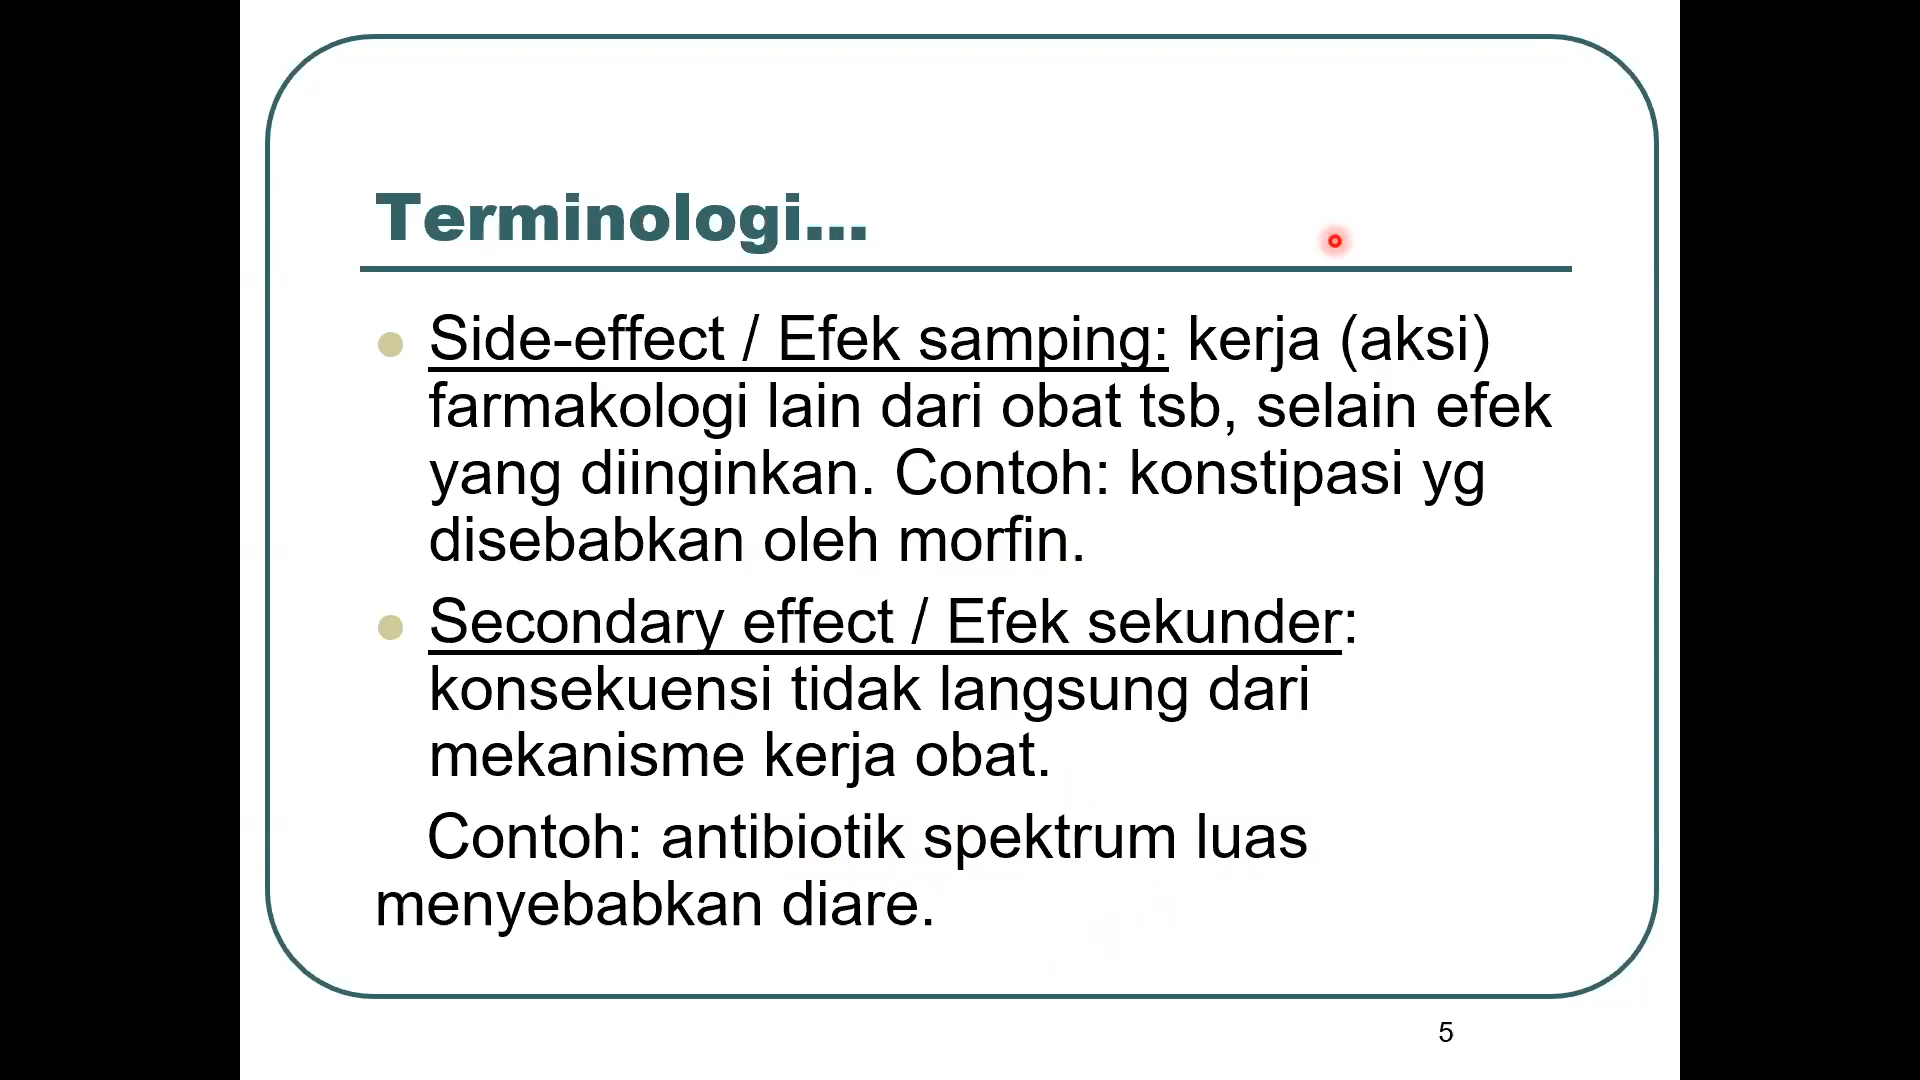 Terminologi...
Side-effect / Efek samping: kerja (aksi)
farmakologi lain dari obat tsb, selain efek
yang diinginkan. Contoh: konstipasi yg
disebabkan oleh morfin.
Secondary effect / Efek sekunder:
konsekuensi tidak langsung dari
mekanisme kerja obat.
Contoh: antibiotik spektrum luas
menyebabkan diare.
5